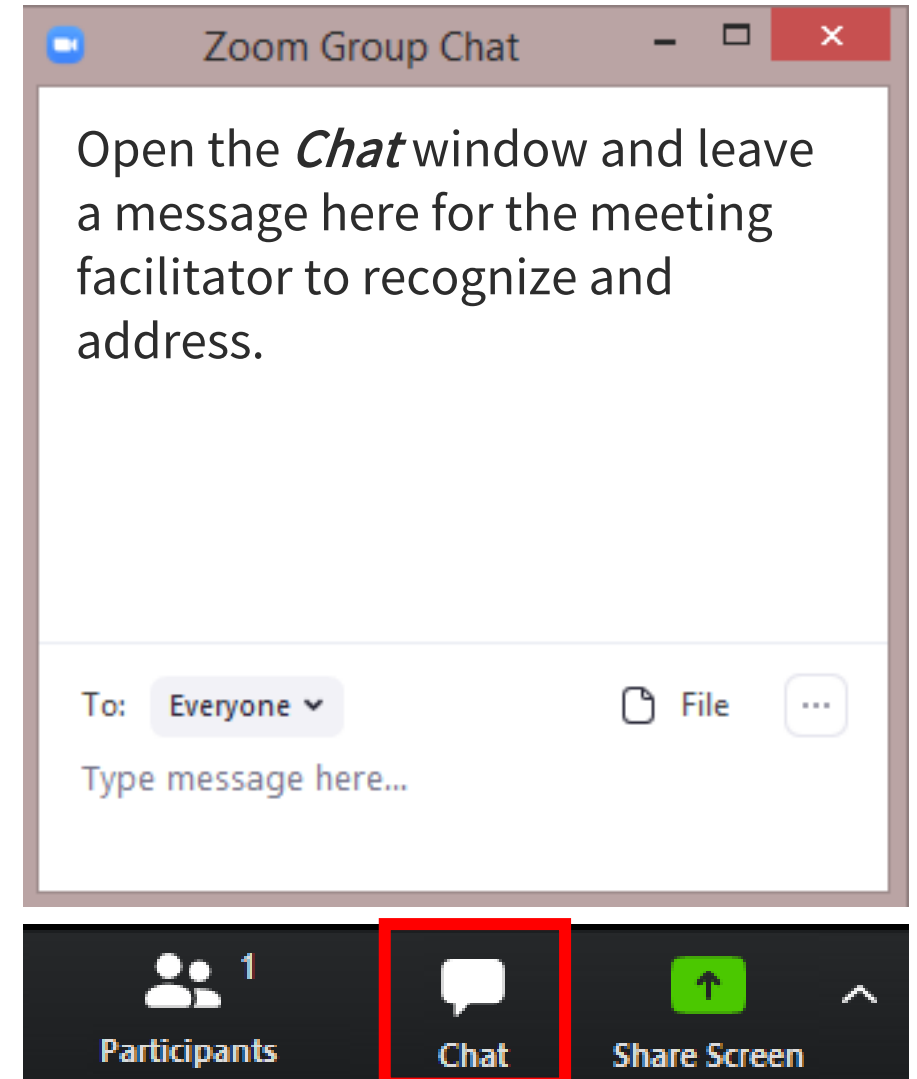 Zoom Group Chat
Open the Chat window and leave
a message here for the meeting
facilitator to recognize and
address.
To: Everyone File
Type message here...
1
Participants Chat Share Screen